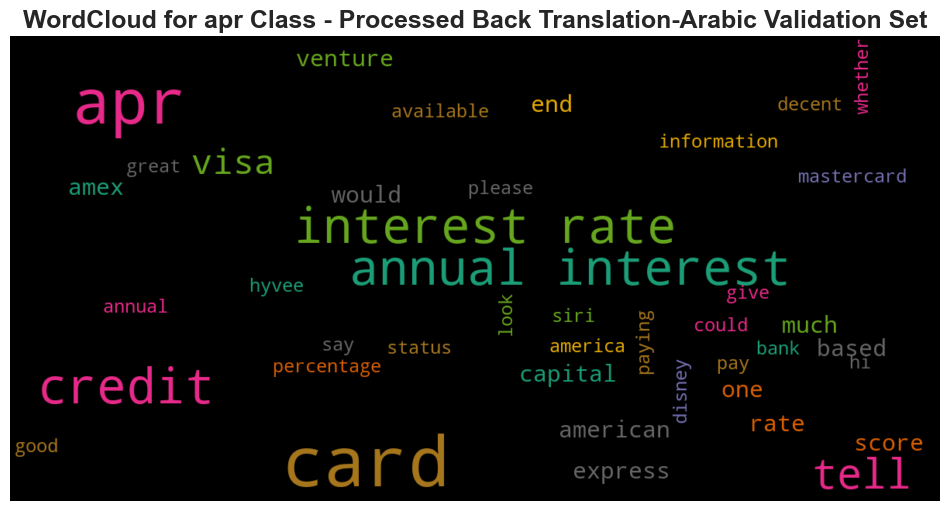 WordCloud for apr Class - Processed Back Translation-Arabic Validation Set
venture
whether
apr
available
end
decent
information
great
visa
amex
would
please
mastercard
interest rate
annual interest
hyvee
give
annual
look
siri
paying
could
much
say
status
america
bank
based
percentage
capital
disney
pay
hi
one
credit
rate
american
good
score
card
express
tell